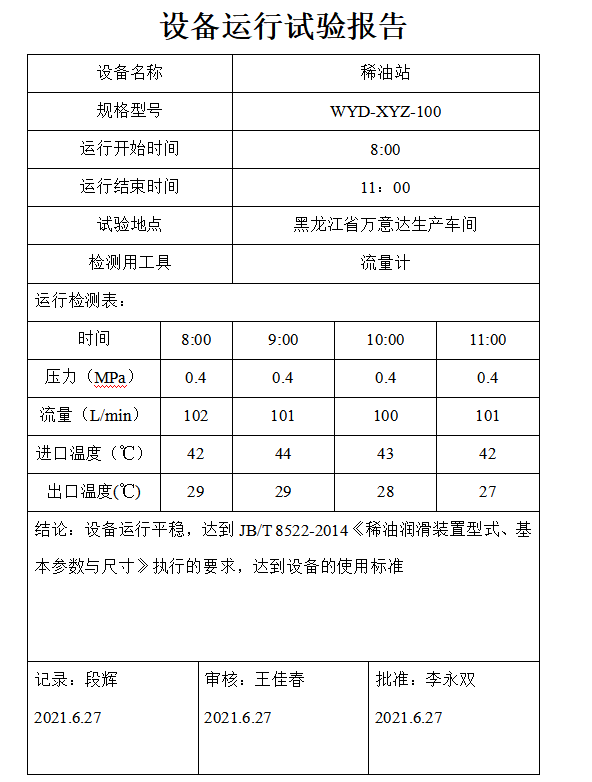 设备运行试验报告
设备名称 稀油站
规格型号 WYD-XYZ-100
运行开始时间 8:00
运行结束时间 11：00
试验地点 黑龙江省万意达生产车间
检测用工具 流量计
运行检测表：
时间 8:00 9:00 10:00 11:00
压力（MPa） 0.4 0.4 0.4 0.4
流量（L/min） 102 101 100 101
进口温度（℃） 42 44 43 42
出口温度(℃) 29 29 28 27
结论：设备运行平稳，达到 JB/T 8522-2014《稀油润滑装置型式、基
本参数与尺寸》执行的要求，达到设备的使用标准
记录：段辉 审核：王佳春 批准：李永双
2021.6.27 2021.6.27 2021.6.27